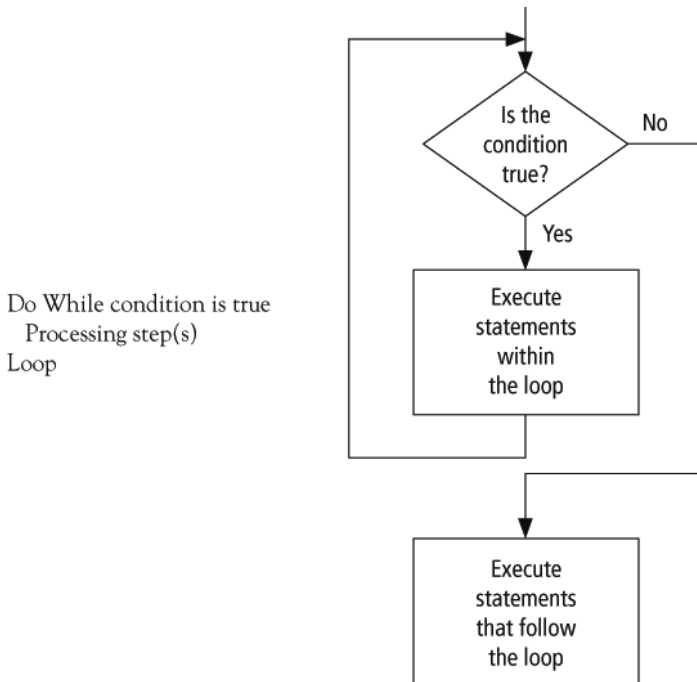 Is the
condition
true?
No
Yes
Do While condition is true
Processing step(s)
Loop
Execute
statements
within
the loop
Execute
statements
that follow
the loop